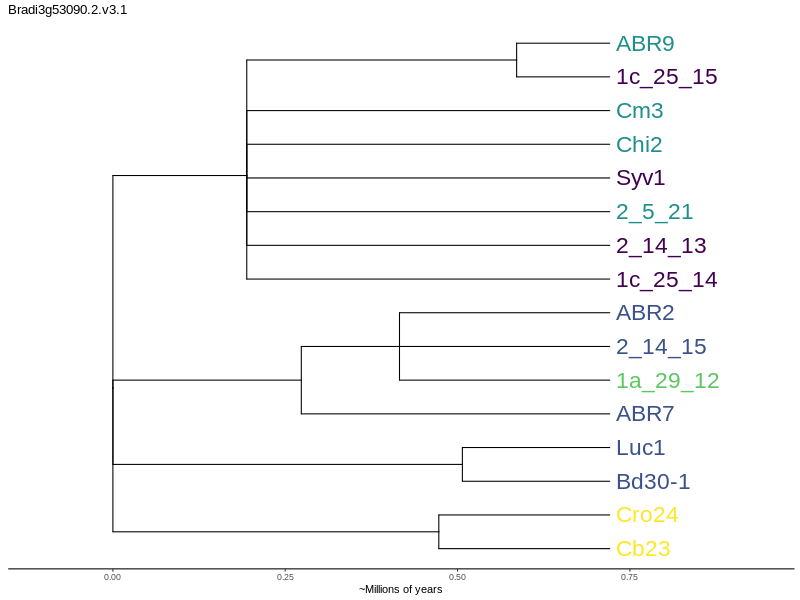 Bradi3g53090.2.v3.1
ABR9
1c_25_15
Cm3
Chi2
Syv1
2_5_21
2_14_13
1c_25_14
ABR2
2_14_15
1a_29_12
ABR7
Luc1
Bd30-1
Cro24
Cb23
0.00 0.25 0.50 0.75
~Millions of years